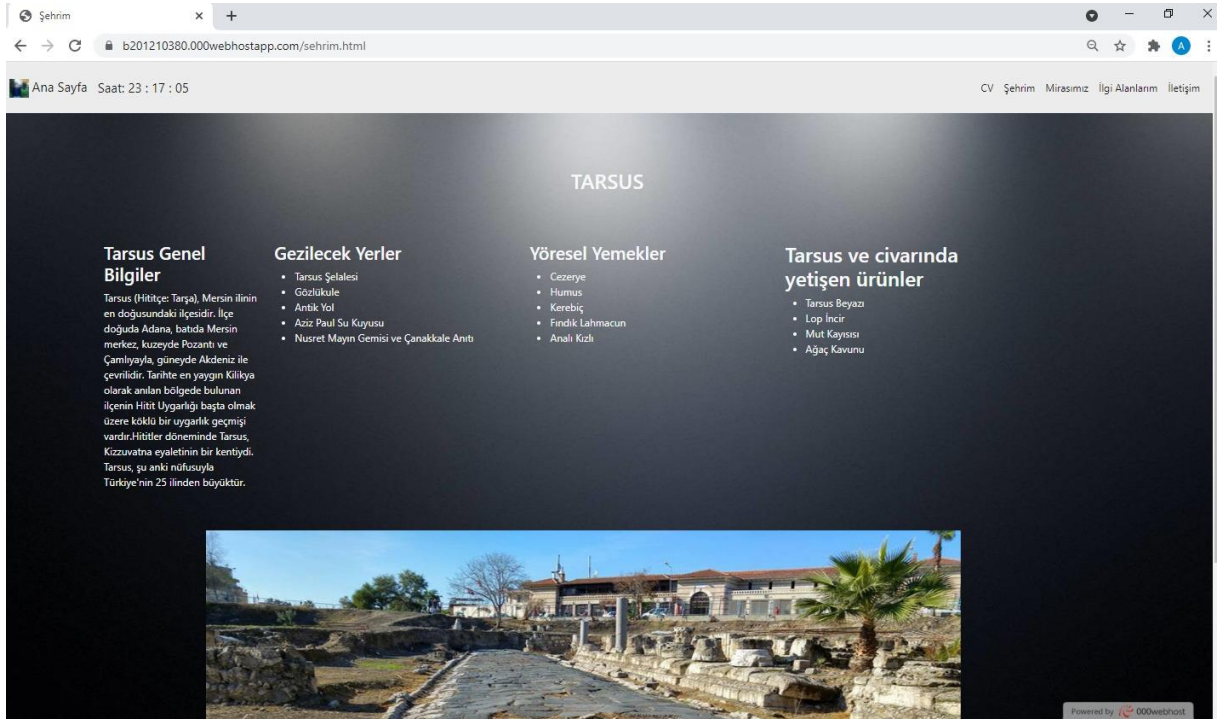 Şehrim
b201210380.000webhostapp.com/sehrim.html
A
Ana Sayfa Saat: 23 : 17 : 05
CV Şehrim Mirasımız İlgi Alanlarım İletişim
TARSUS
Tarsus Genel
Bilgiler
Tarsus (Hititçe: Tarşa), Mersin ilinin
en doğusundaki ilçesidir. İlçe
doğuda Adana, batıda Mersin
merkez, kuzeyde Pozantı ve
Çamlıyayla, güneyde Akdeniz ile
çevrilidir. Tarihte en yaygın Kilikya
olarak anılan bölgede bulunan
ilçenin Hitit Uygarlığı başta olmak
üzere köklü bir uygarlık geçmişi
vardır.Hititler döneminde Tarsus,
Kizzuvatna eyaletinin bir kentiydi.
Tarsus, şu anki nüfusuyla
Türkiye'nin 25 ilinden büyüktür.
Gezilecek Yerler
• Tarsus Şelalesi
• Gözlükule
• Antik Yol
• Aziz Paul Su Kuyusu
• Nusret Mayın Gemisi ve Çanakkale Anıtı
Yöresel Yemekler
• Cezerye
• Humus
• Kerebiç
• Fındık Lahmacun
• Analı Kızlı
Tarsus ve civarında
yetişen ürünler
• Tarsus Beyazı
• Lop İncir
• Mut Kayısısı
• Ağaç Kavunu
Powered by 000webhost